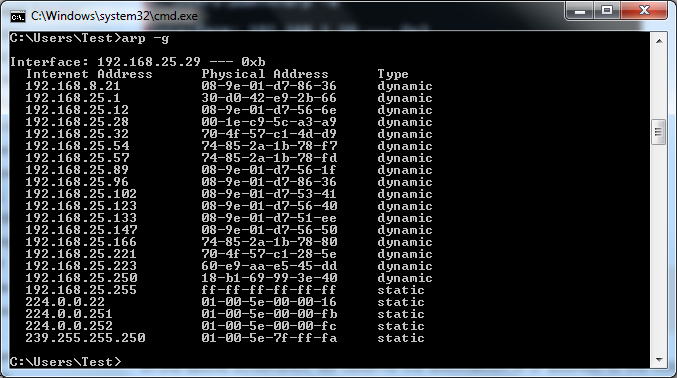 C:\Windows\system32\cmd.exe
C:\Users\Test>arp -g
Interface: 192.168.25.29 --- 0xb
Internet Address Physical Address Type
192.168.8.21 08-9e-01-d7-86-36 dynamic
192.168.25.1 30-d0-42-e9-2b-66 dynamic
192.168.25.12 08-9e-01-d7-56-6e dynamic
192.168.25.28 00-1e-c9-5c-a3-a9 dynamic
192.168.25.32 70-4f-57-c1-4d-d9 dynamic
192.168.25.54 74-85-2a-1b-78-f7 dynamic
192.168.25.57 74-85-2a-1b-78-fd dynamic
192.168.25.89 08-9e-01-d7-56-1f dynamic
192.168.25.96 08-9e-01-d7-86-36 dynamic
192.168.25.102 08-9e-01-d7-53-41 dynamic
192.168.25.123 08-9e-01-d7-56-40 dynamic
192.168.25.133 08-9e-01-d7-51-ee dynamic
192.168.25.147 08-9e-01-d7-56-50 dynamic
192.168.25.166 74-85-2a-1b-78-80 dynamic
192.168.25.221 70-4f-57-c1-28-5e dynamic
192.168.25.223 60-e9-aa-e5-45-dd dynamic
192.168.25.250 18-b1-69-99-3e-40 dynamic
192.168.25.255 ff-ff-ff-ff-ff-ff static
224.0.0.22 01-00-5e-00-00-16 static
224.0.0.251 01-00-5e-00-00-fb static
224.0.0.252 01-00-5e-00-00-fc static
239.255.255.250 01-00-5e-7f-ff-fa static
C:\Users\Test>